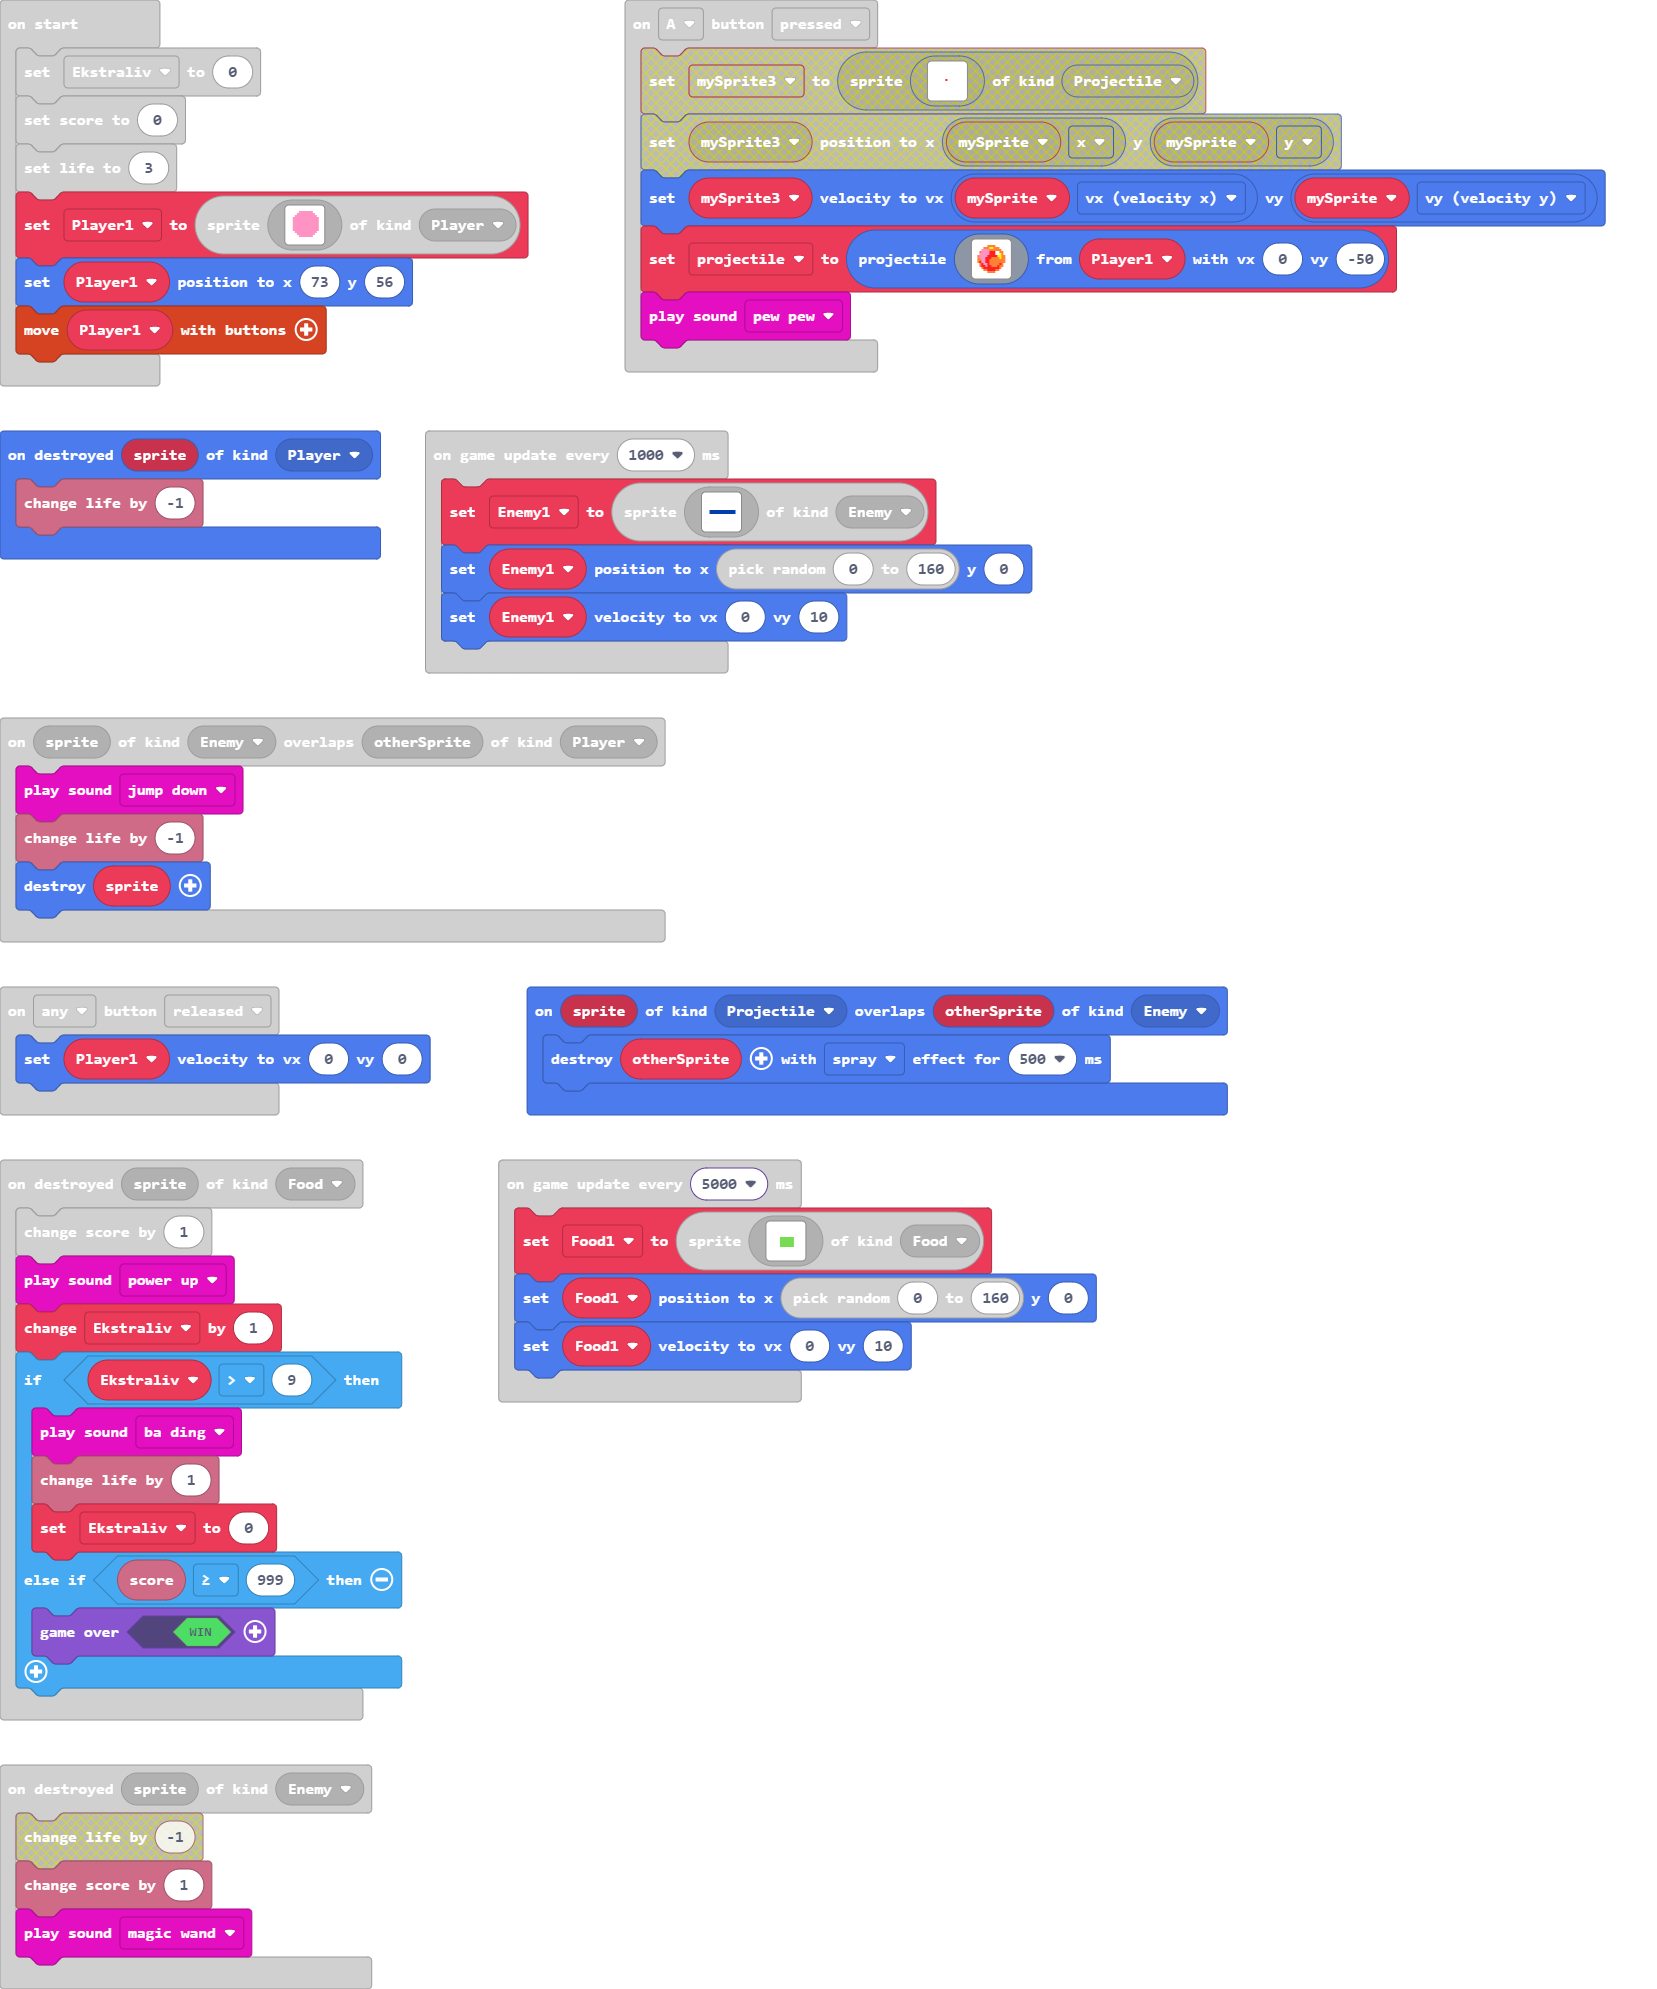 on start
set Ekstraliv to 0
set score to 0
set life to 3
set Player1 to sprite of kind Player
set Player1 position to x 73 y 56
move Player1 with buttons
on A button pressed
set mySprite3 to sprite of kind Projectile
set mySprite3 position to x mySprite x y mySprite y
set mySprite3 velocity to vx mySprite vx (velocity x) vy mySprite vy (velocity y)
set projectile to projectile from Player1 with vx 0 vy -50
play sound pew pew
on destroyed sprite of kind Player
change life by -1
on game update every 1000 ms
set Enemy1 to sprite of kind Enemy
set Enemy1 position to x pick random 0 to 160 y 0
set Enemy1 velocity to vx 0 vy 10
on sprite of kind Enemy overlaps otherSprite of kind Player
play sound jump down
change life by -1
destroy sprite
on any button released
set Player1 velocity to vx 0 vy 0
on sprite of kind Projectile overlaps otherSprite of kind Enemy
destroy otherSprite with spray effect for 500 ms
on destroyed sprite of kind Food
change score by 1
play sound power up
change Ekstraliv by 1
if Ekstraliv > 9 then
play sound ba ding
change life by 1
set Ekstraliv to 0
else if score ≥ 999 then
game over WIN
on game update every 5000 ms
set Food1 to sprite of kind Food
set Food1 position to x pick random 0 to 160 y 0
set Food1 velocity to vx 0 vy 10
on destroyed sprite of kind Enemy
change life by -1
change score by 1
play sound magic wand